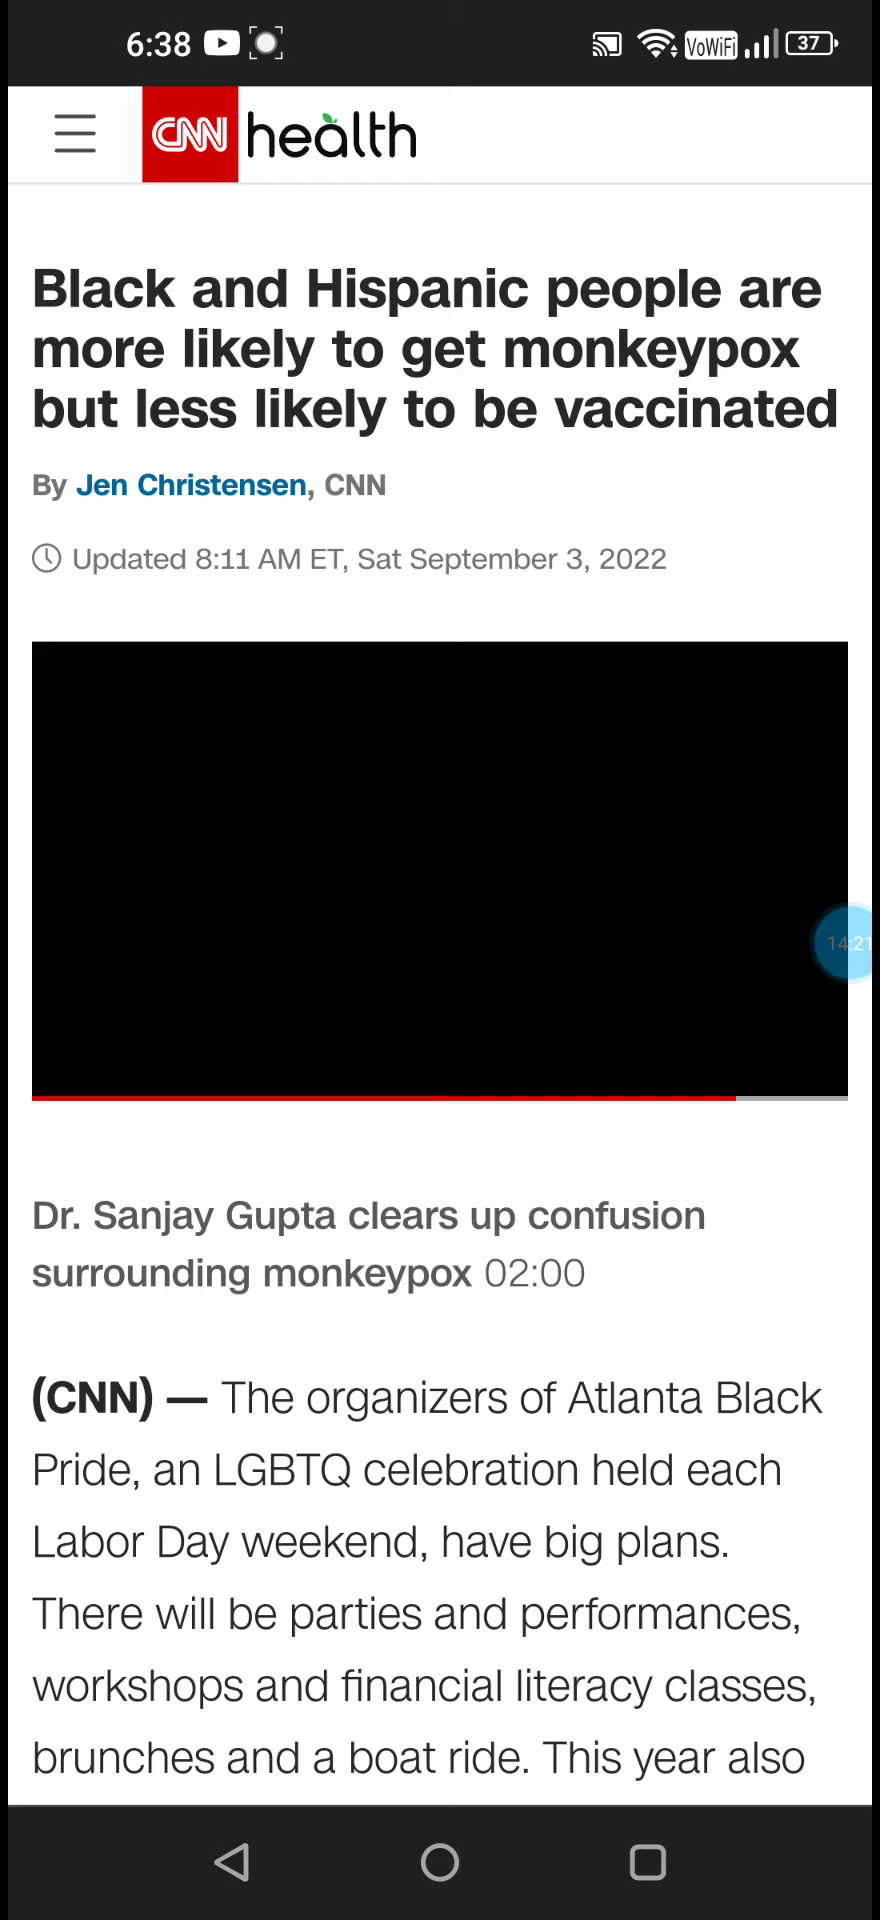 6:38 VoWiFi 37
CNN health
Black and Hispanic people are
more likely to get monkeypox
but less likely to be vaccinated
By Jen Christensen, CNN
Updated 8:11 AM ET, Sat September 3, 2022
14:21
Dr. Sanjay Gupta clears up confusion
surrounding monkeypox 02:00
(CNN) — The organizers of Atlanta Black
Pride, an LGBTQ celebration held each
Labor Day weekend, have big plans.
There will be parties and performances,
workshops and financial literacy classes,
brunches and a boat ride. This year also